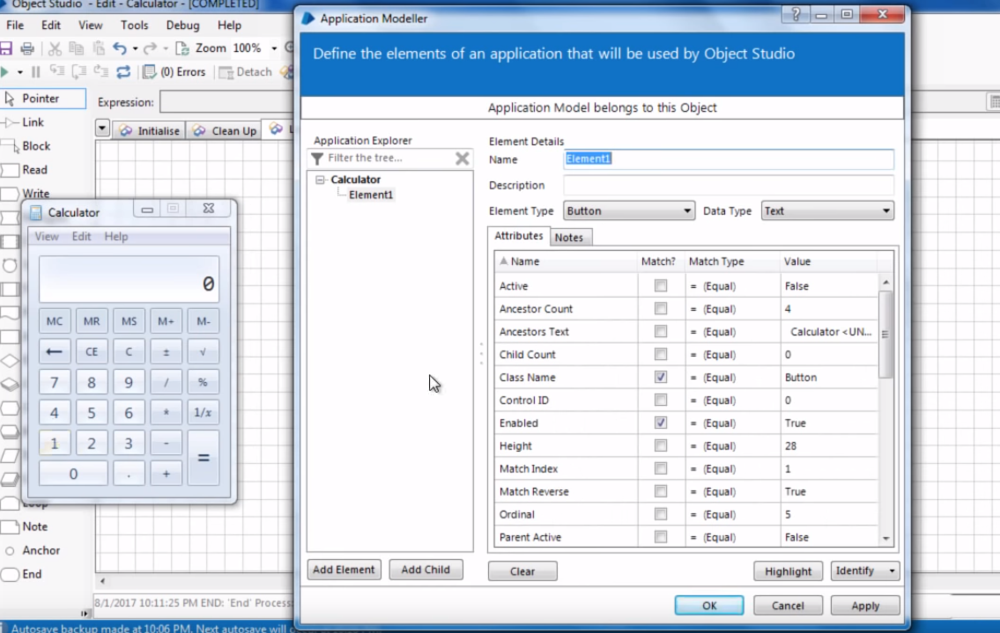 Object Studio - Edit - Calculator - [COMPLETED]
File Edit View Tools Debug Help
Zoom 100%
(0) Errors Detach
Pointer
Expression:
Link
Initialise Clean Up
Block
Read
Write
Loop
Note
Anchor
End
8/1/2017 10:11:25 PM END: 'End' Process:
Autosave backup made at 10:06 PM. Next autosave will
Calculator
View Edit Help
0
MC MR MS M+ M-
← CE C ± √
7 8 9 / %
4 5 6 * 1/x
1 2 3 - =
0 . +
Application Modeller
?
Define the elements of an application that will be used by Object Studio
Application Model belongs to this Object
Application Explorer
Filter the tree...
Calculator
Element1
Add Element Add Child
Element Details
Name Element1
Description
Element Type Button Data Type Text
Attributes Notes
Name Match? Match Type Value
Active = (Equal) False
Ancestor Count = (Equal) 4
Ancestors Text = (Equal) Calculator <UN...
Child Count = (Equal) 0
Class Name = (Equal) Button
Control ID = (Equal) 0
Enabled = (Equal) True
Height = (Equal) 28
Match Index = (Equal) 1
Match Reverse = (Equal) True
Ordinal = (Equal) 5
Parent Active = (Equal) False
Clear Highlight Identify
OK Cancel Apply